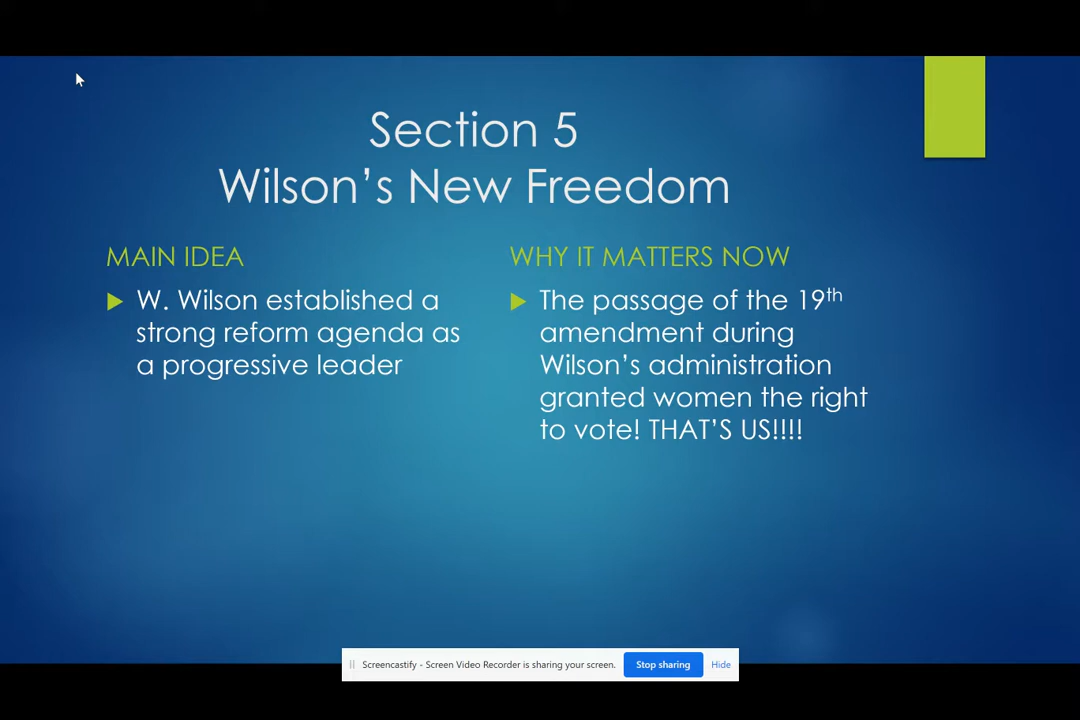 Section 5
Wilson's New Freedom
MAIN IDEA
W. Wilson established a
strong reform agenda as
a progressive leader
WHY IT MATTERS NOW
The passage of the 19th
amendment during
Wilson's administration
granted women the right
to vote! THAT'S US!!!!
Screencastify - Screen Video Recorder is sharing your screen.
Stop sharing
Hide